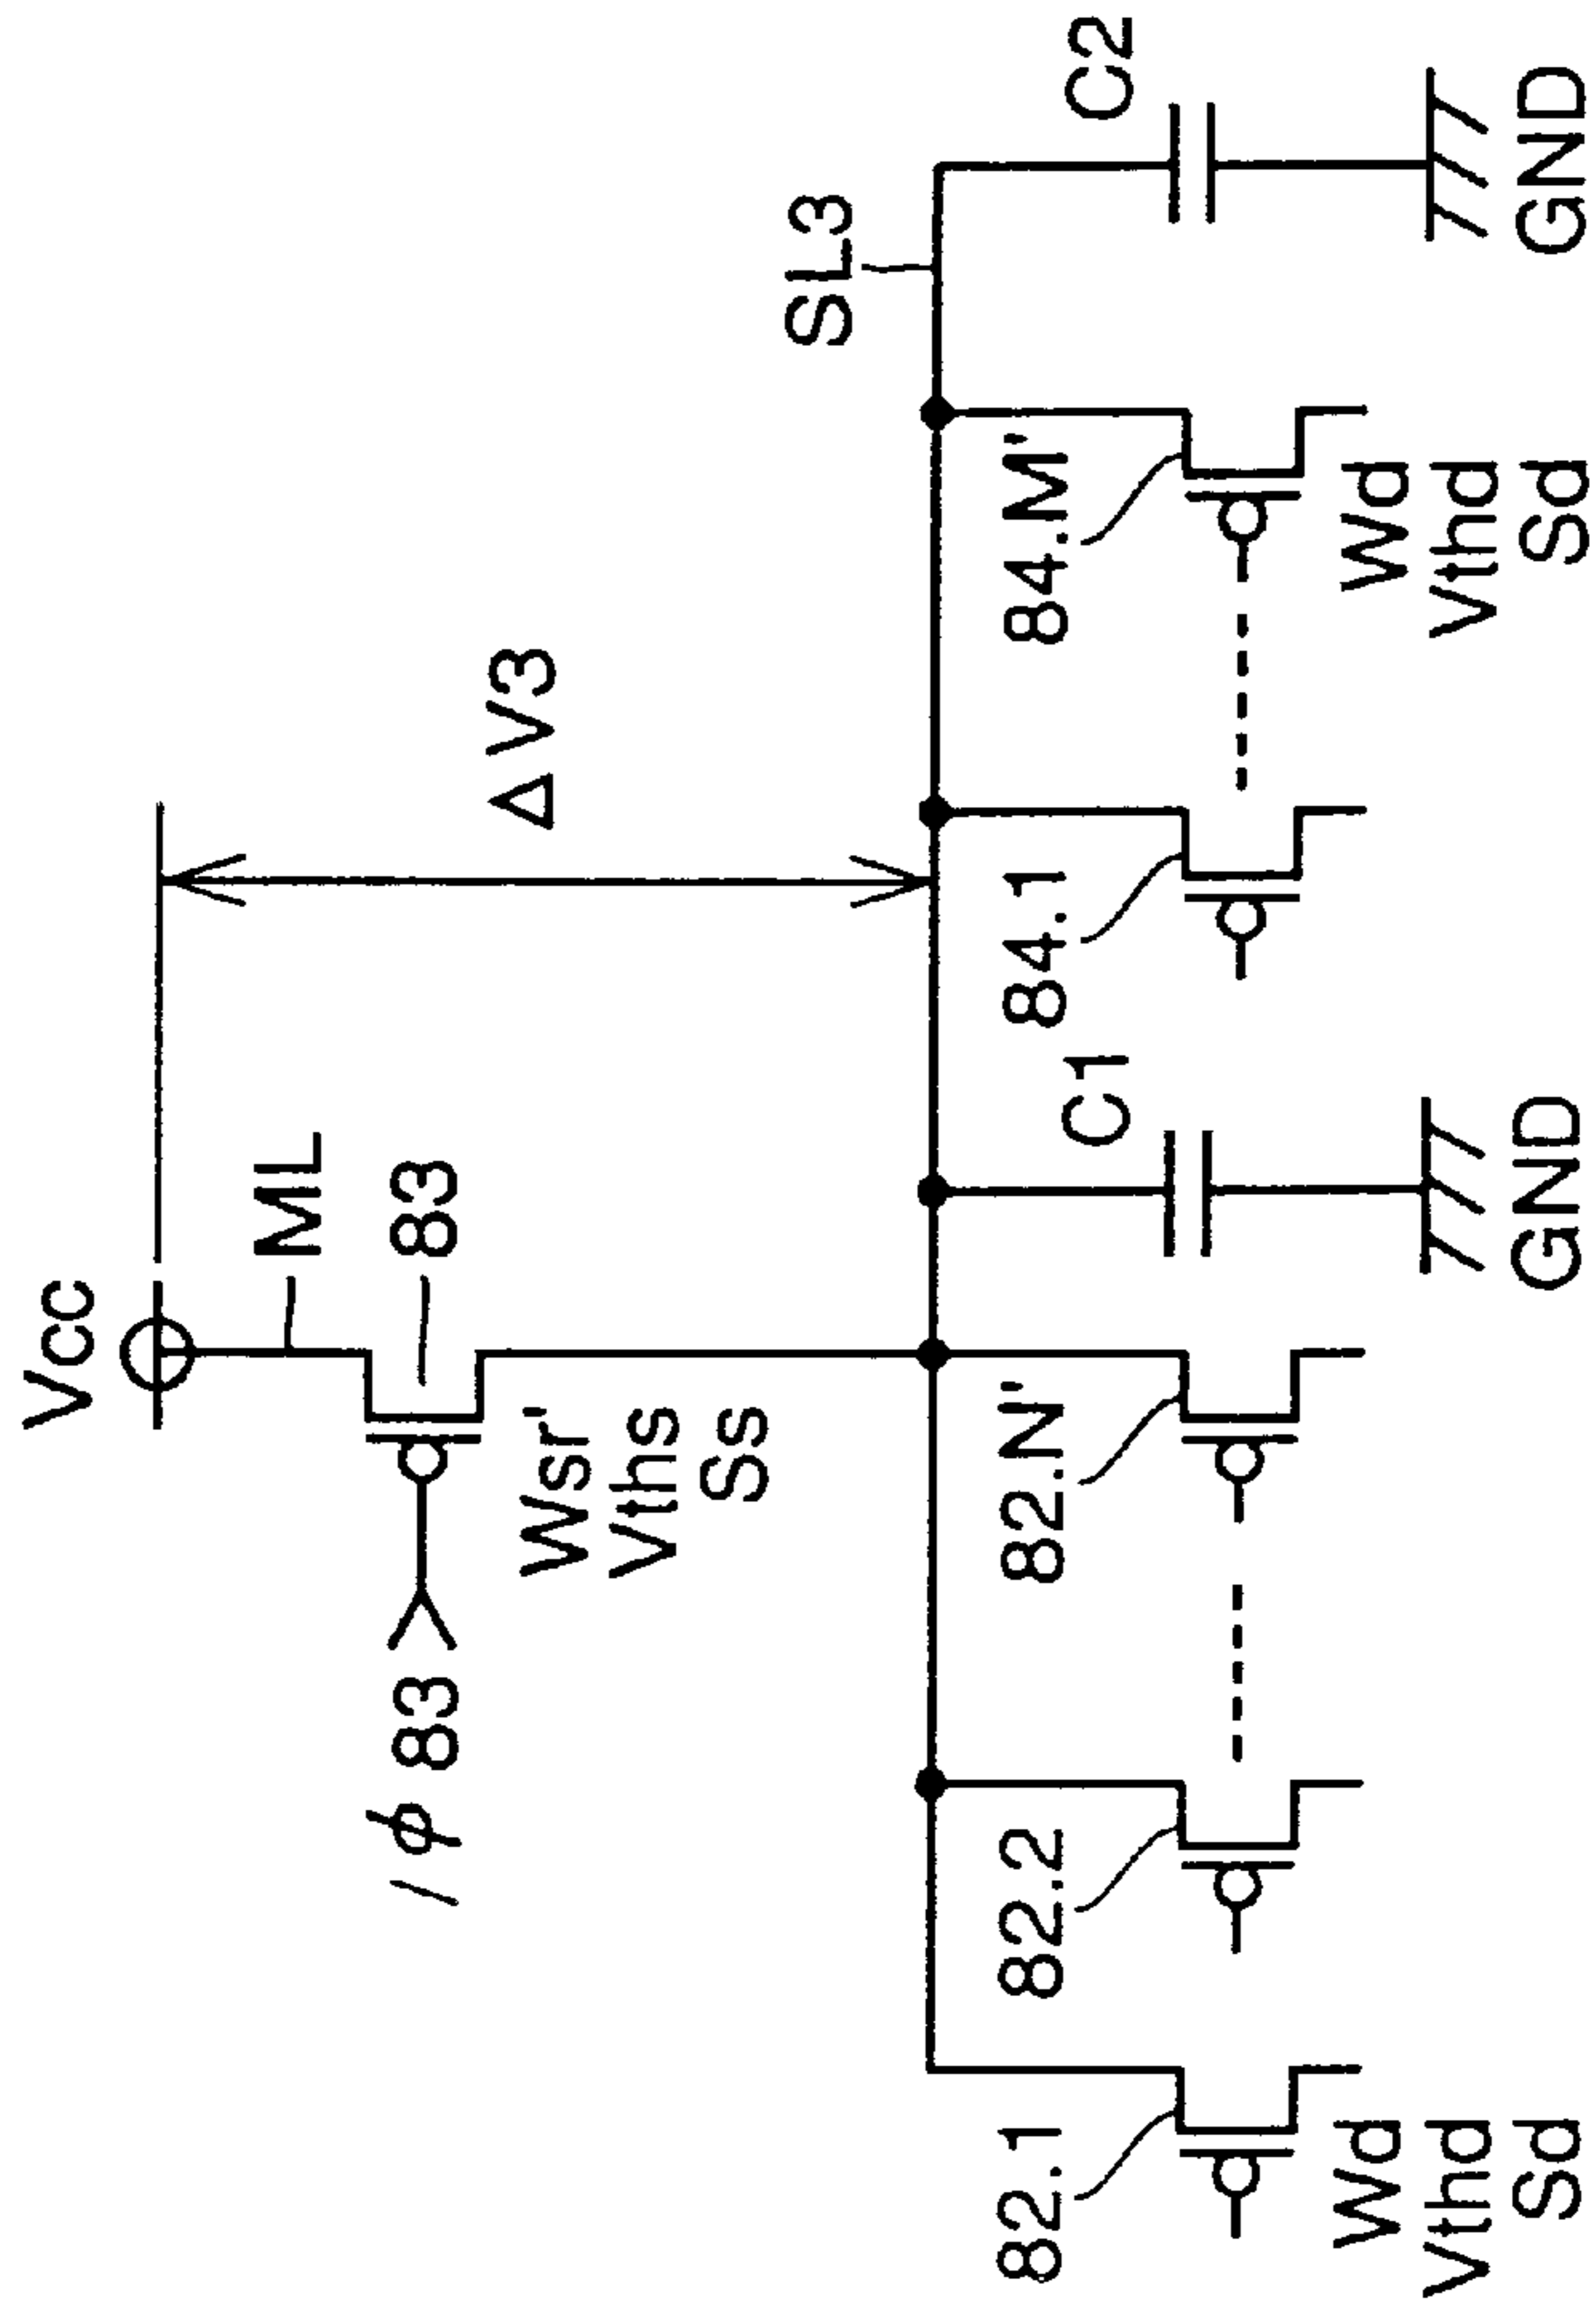 Vcc
ML
/φ83
83
ΔV3
Wsr'
Vths
Ss
SL3
82.1
82.2
82.N'
84.1
84.M'
C1
C2
Wd
Vthd
Sd
GND
Wd
Vthd
Sd
GND